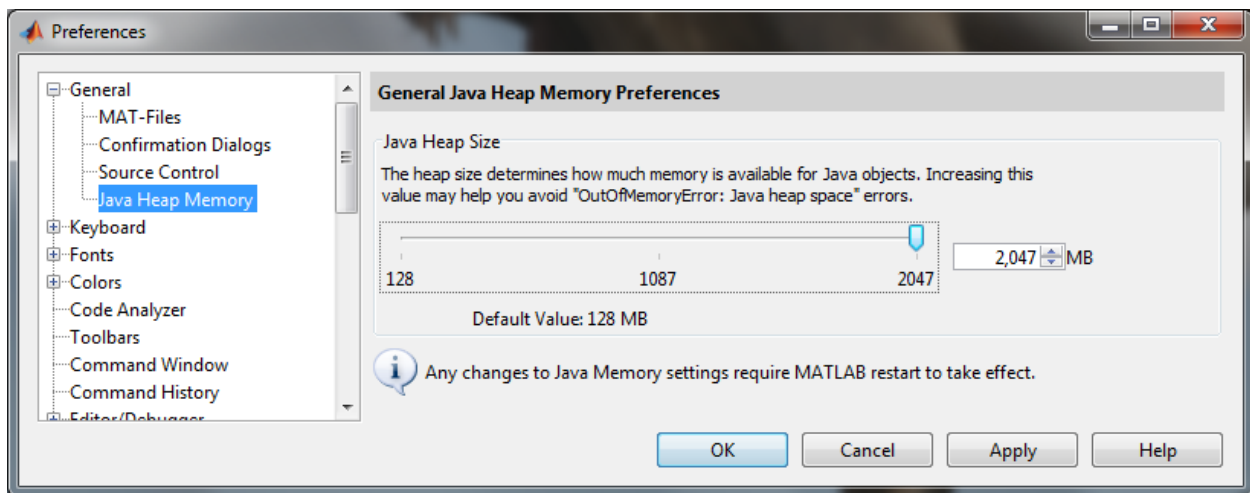 Preferences
General
MAT-Files
Confirmation Dialogs
Source Control
Java Heap Memory
Keyboard
Fonts
Colors
Code Analyzer
Toolbars
Command Window
Command History
Editor/Debugger
General Java Heap Memory Preferences
Java Heap Size
The heap size determines how much memory is available for Java objects. Increasing this
value may help you avoid "OutOfMemoryError: Java heap space" errors.
128 1087 2047
2,047 MB
Default Value: 128 MB
Any changes to Java Memory settings require MATLAB restart to take effect.
OK Cancel Apply Help